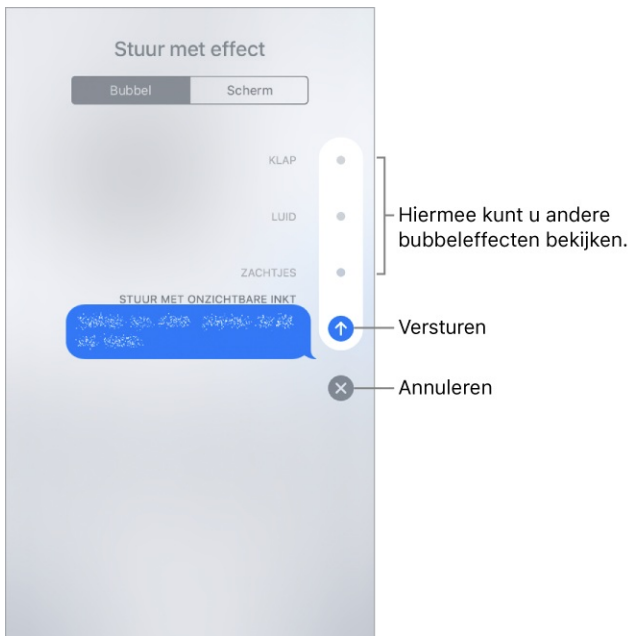 Stuur met effect
Bubbel Scherm
KLAP
LUID
ZACHTJES
STUUR MET ONZICHTBARE INKT
Hiermee kunt u andere
bubbeleffecten bekijken.
Versturen
Annuleren